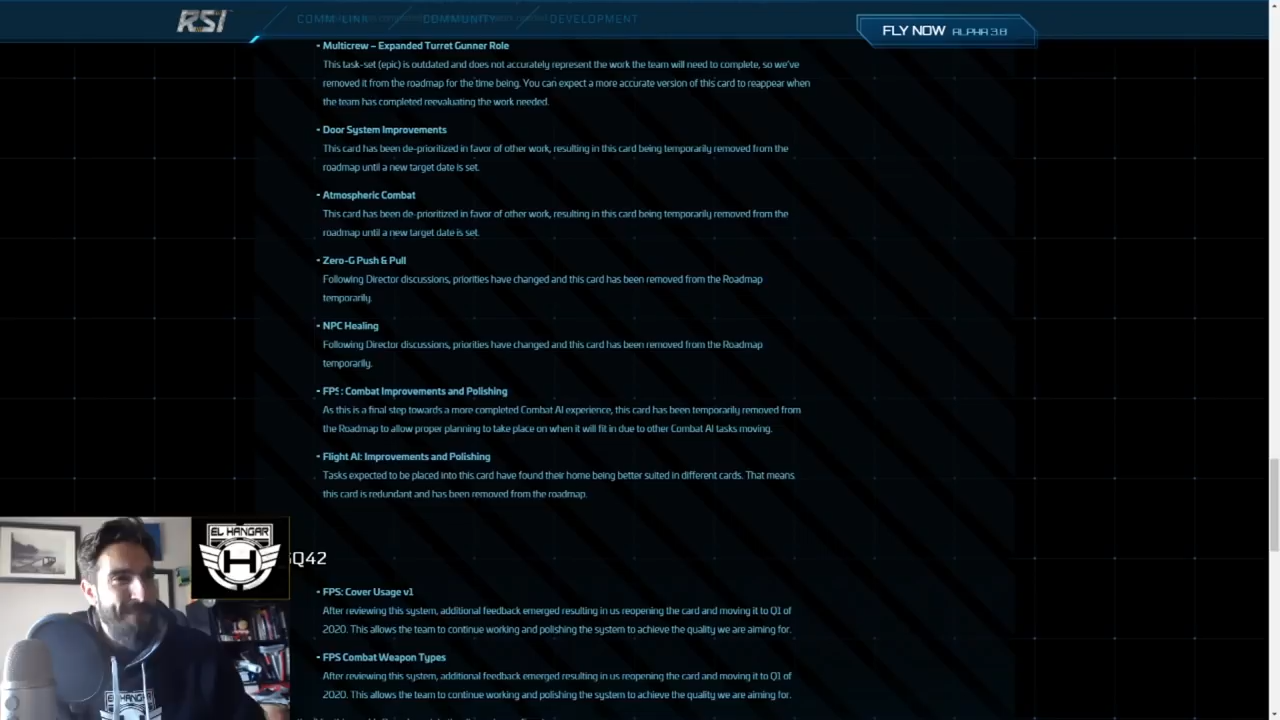 RSI
COMM-LINK
COMMUNITY
DEVELOPMENT
FLY NOW ALPHA 3.8
Multicrew – Expanded Turret Gunner Role
This task-set (epic) is outdated and does not accurately represent the work the team will need to complete, so we've
removed it from the roadmap for the time being. You can expect a more accurate version of this card to reappear when
the team has completed reevaluating the work needed.
Door System Improvements
This card has been de-prioritized in favor of other work, resulting in this card being temporarily removed from the
roadmap until a new target date is set.
Atmospheric Combat
This card has been de-prioritized in favor of other work, resulting in this card being temporarily removed from the
roadmap until a new target date is set.
Zero-G Push & Pull
Following Director discussions, priorities have changed and this card has been removed from the Roadmap
temporarily.
NPC Healing
Following Director discussions, priorities have changed and this card has been removed from the Roadmap
temporarily.
FPS: Combat Improvements and Polishing
As this is a final step towards a more completed Combat AI experience, this card has been temporarily removed from
the Roadmap to allow proper planning to take place on when it will fit in due to other Combat AI tasks moving.
Flight AI: Improvements and Polishing
Tasks expected to be placed into this card have found their home being better suited in different cards. That means
this card is redundant and has been removed from the roadmap.
EL HANGAR
H
SQ42
FPS: Cover Usage v1
After reviewing this system, additional feedback emerged resulting in us reopening the card and moving it to Q1 of
2020. This allows the team to continue working and polishing the system to achieve the quality we are aiming for.
FPS Combat Weapon Types
After reviewing this system, additional feedback emerged resulting in us reopening the card and moving it to Q1 of
2020. This allows the team to continue working and polishing the system to achieve the quality we are aiming for.
EL HANGAR